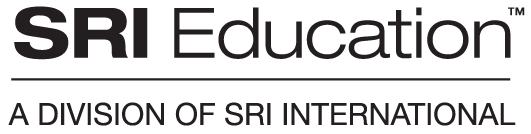 SRI Education™
A DIVISION OF SRI INTERNATIONAL